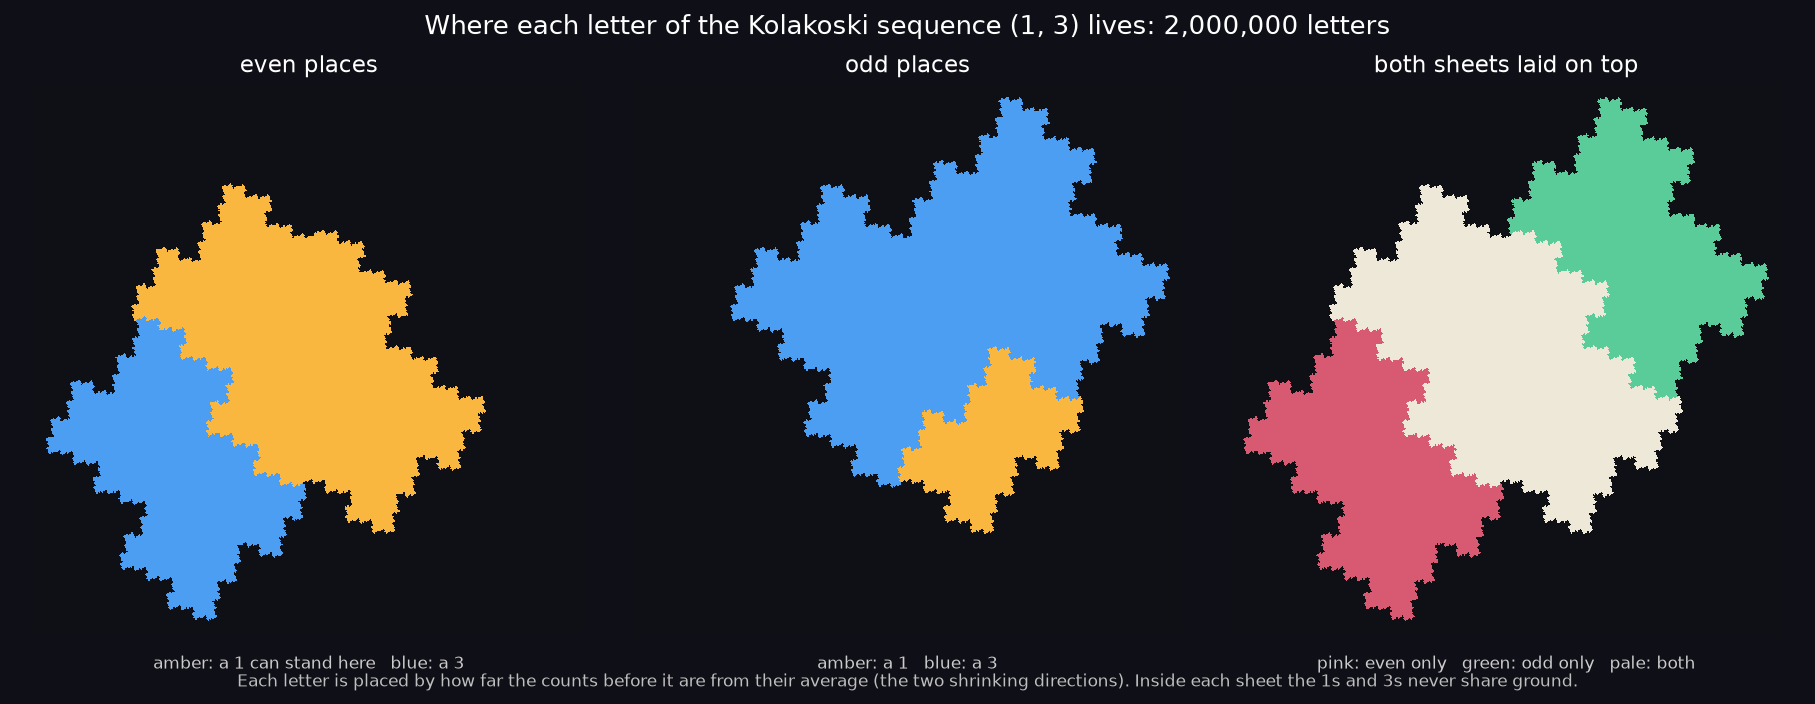 Where each letter of the Kolakoski sequence (1, 3) lives: 2,000,000 letters
even places
odd places
both sheets laid on top
amber: a 1 can stand here   blue: a 3
amber: a 1   blue: a 3
pink: even only   green: odd only   pale: both
Each letter is placed by how far the counts before it are from their average (the two shrinking directions). Inside each sheet the 1s and 3s never share ground.